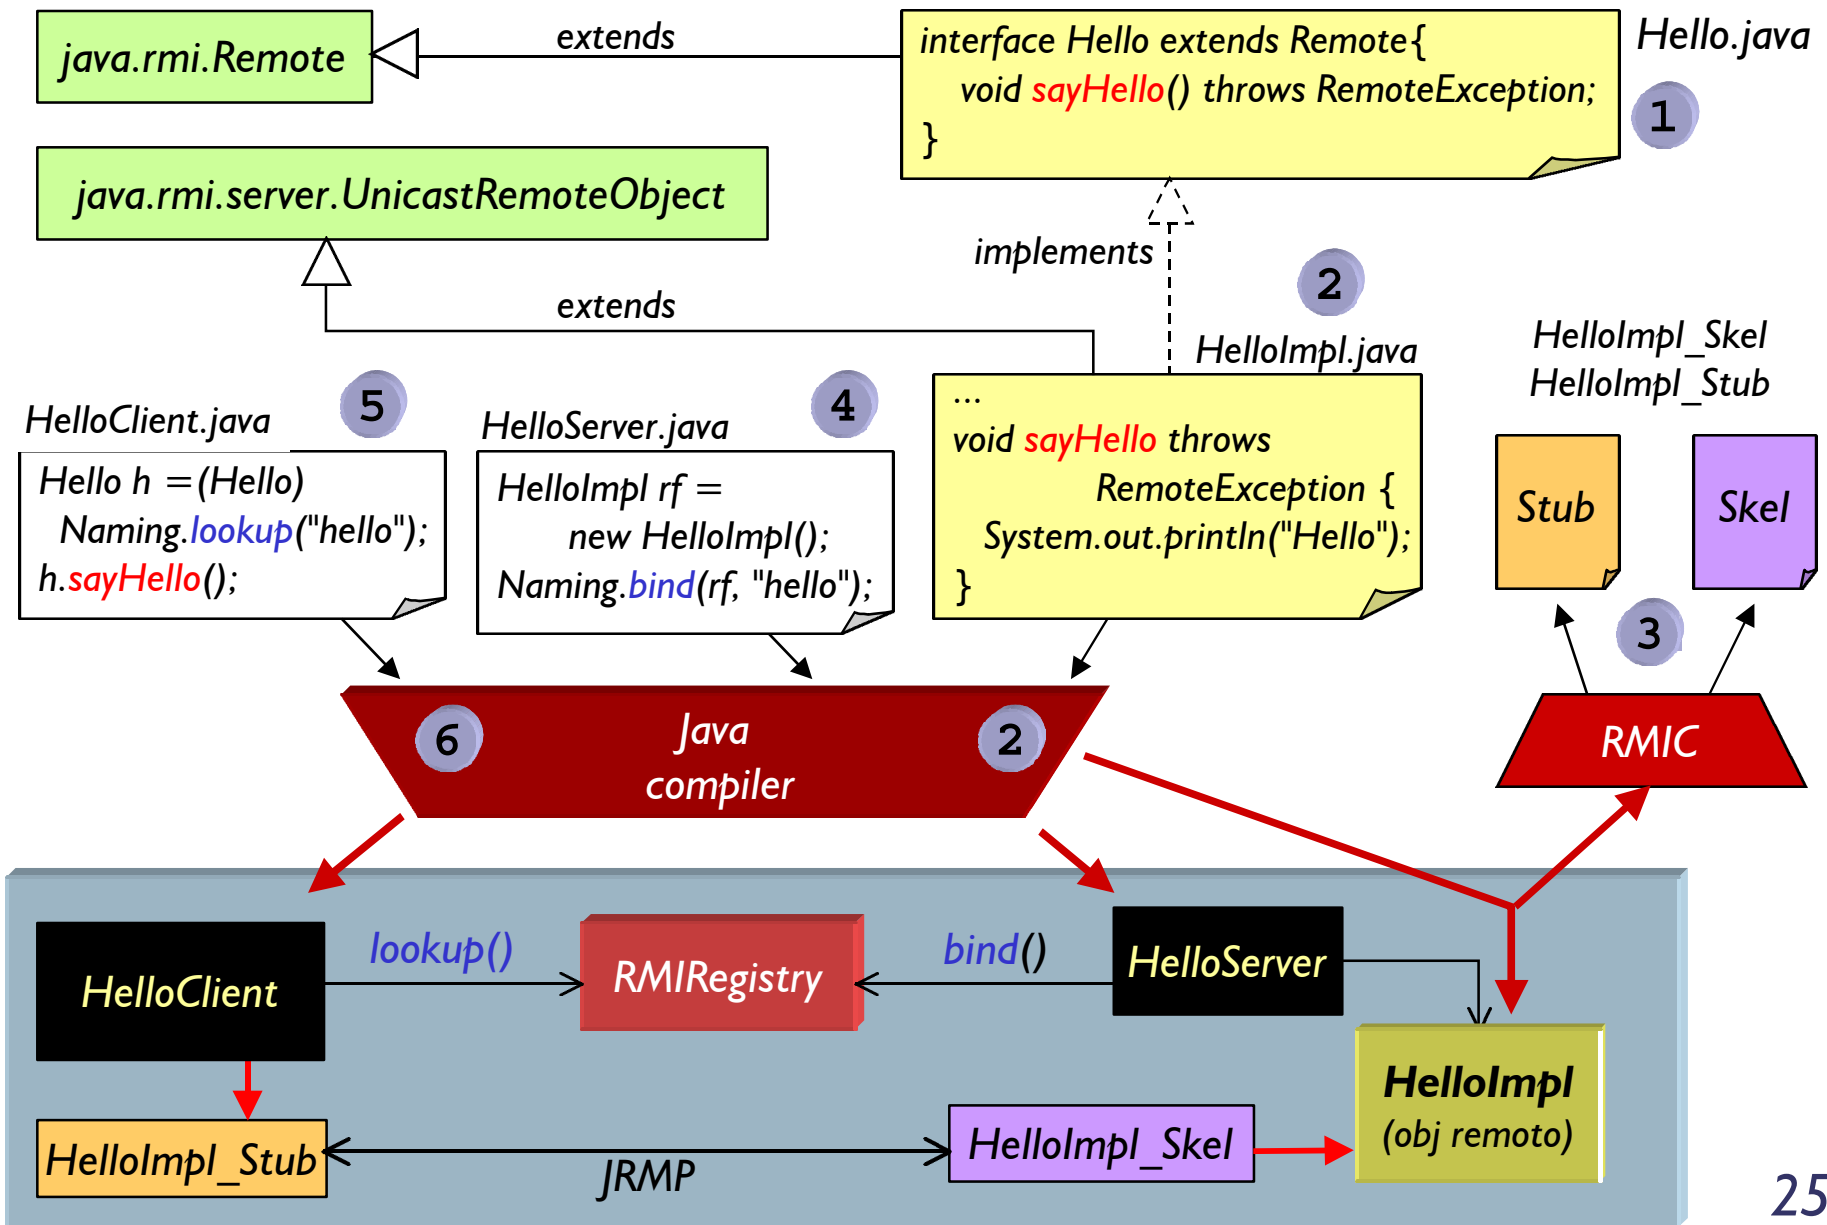 java.rmi.Remote
extends
interface Hello extends Remote{
void sayHello() throws RemoteException;
}
Hello.java
1
java.rmi.server.UnicastRemoteObject
implements
2
extends
HelloImpl.java
HelloImpl_Skel
HelloImpl_Stub
5
HelloClient.java
Hello h =(Hello)
Naming.lookup("hello");
h.sayHello();
4
HelloServer.java
HelloImpl rf =
new HelloImpl();
Naming.bind(rf, "hello");
...
void sayHello throws
RemoteException {
System.out.println("Hello");
}
Stub
Skel
3
6
Java
compiler
2
RMIC
HelloClient
lookup()
RMIRegistry
bind()
HelloServer
HelloImpl
(obj remoto)
HelloImpl_Stub
JRMP
HelloImpl_Skel
25